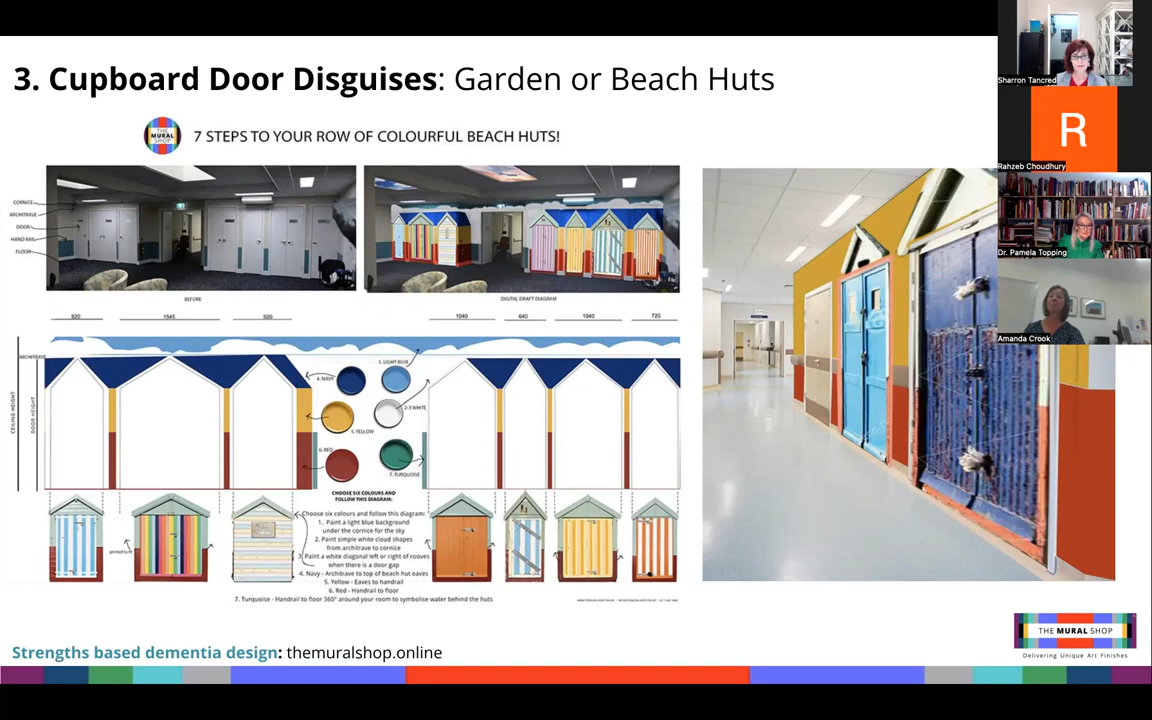 3. Cupboard Door Disguises: Garden or Beach Huts
THE
MURAL
SHOP
7 STEPS TO YOUR ROW OF COLOURFUL BEACH HUTS!
CORNICE
ARCHITRAVE
DOOR
HAND RAIL
FLOOR
BEFORE
DIGITAL DRAFT DIAGRAM
820
1545
920
1040
640
1040
720
ARCHITRAVE
CEILING HEIGHT
DOOR HEIGHT
1. LIGHT BLUE
4. NAVY
2-3 WHITE
5. YELLOW
6. RED
7. TURQUOISE
CHOOSE SIX COLOURS AND
FOLLOW THIS DIAGRAM:
Choose six colours and follow this diagram:
1. Paint a light blue background
under the cornice for the sky
2. Paint simple white cloud shapes
from architrave to cornice
3. Paint a white diagonal left or right of rooves
when there is a door gap
4. Navy - Architrave to top of beach hut eaves
5. Yellow - Eaves to handrail
6. Red - Handrail to floor
7. Turquoise - Handrail to floor 360° around your room to symbolise water behind the huts
Strengths based dementia design: themuralshop.online
THE MURAL SHOP
Delivering Unique Art Finishes
Sharron Tancred
R
Rahzeb Choudhury
Dr. Pamela Topping
Amanda Crook